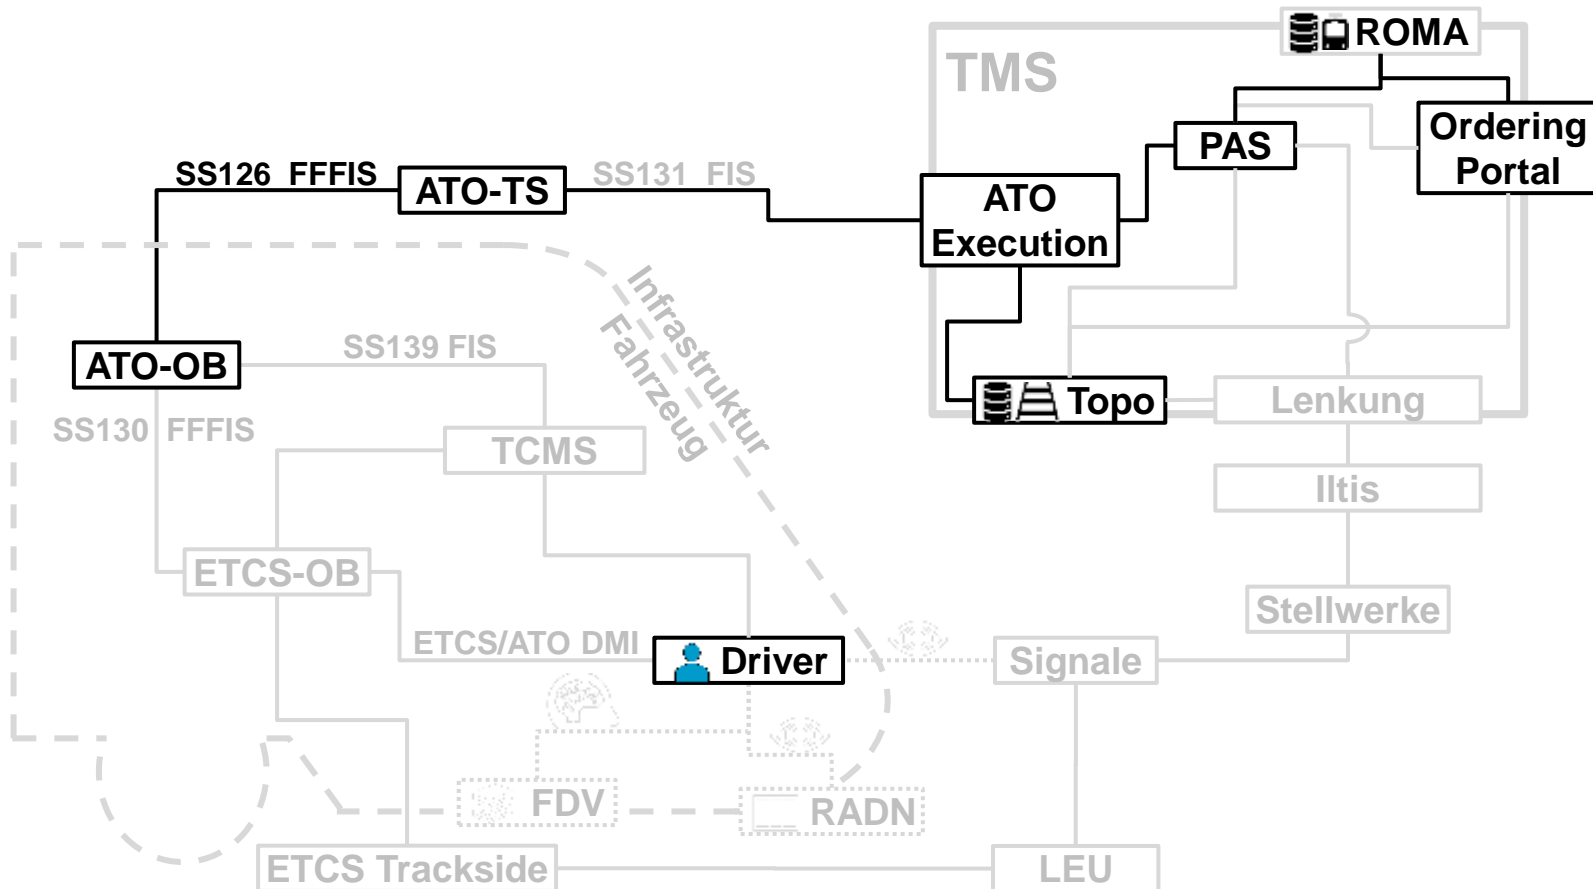 ROMA
TMS
Ordering
Portal
PAS
SS126 FFFIS
ATO-TS
SS131 FIS
ATO
Execution
Infrastruktur
Fahrzeug
SS139 FIS
ATO-OB
Topo
Lenkung
SS130 FFFIS
TCMS
Iltis
ETCS-OB
Stellwerke
ETCS/ATO DMI
Driver
Signale
FDV
RADN
ETCS Trackside
LEU